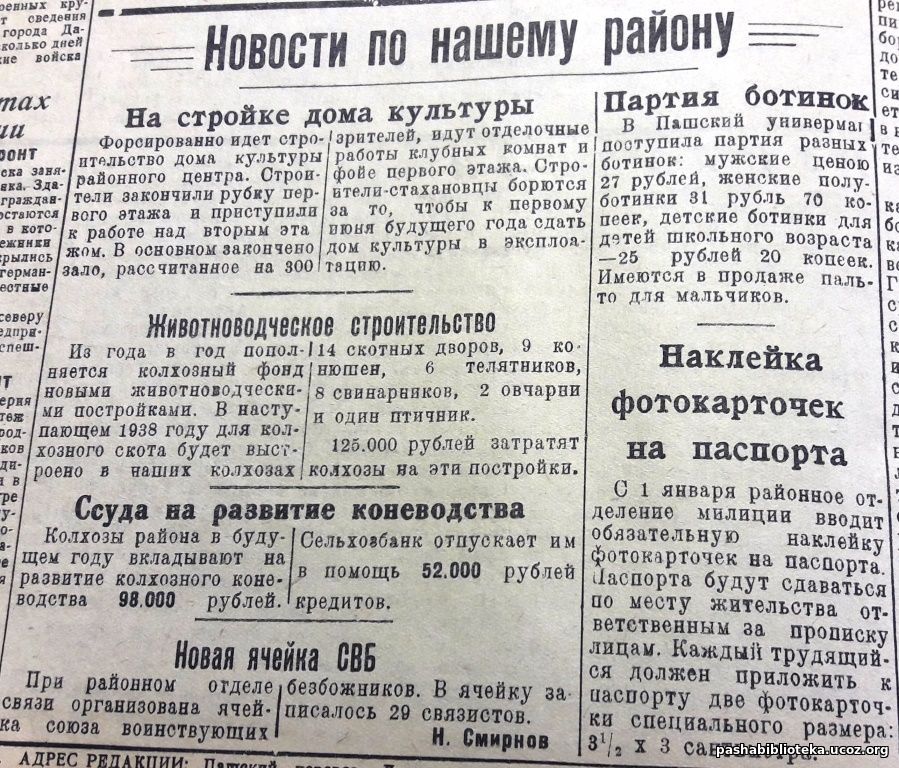 Новости по нашему району
На стройке дома культуры
Форсированно идет стро-
ительство дома культуры
районного центра. Строи-
тели закончили рубку пер-
вого этажа и приступили
к работе над вторым эта
жом. В основном закончено
зало, рассчитанное на 300
зрителей, идут отделочные
работы клубных комнат и
фойе первого этажа. Стро-
ители-стахановцы борются
за то, чтобы к первому
июня будущего года сдать
дом культуры в эксплоа-
тацию.
Животноводческое строительство
Из года в год попол-
няется колхозный фонд
новыми животноводчески-
ми постройками. В насту-
пающем 1938 году для кол-
хозного скота будет выст-
роено в наших колхозах
14 скотных дворов, 9 ко-
нюшен, 6 телятников,
8 свинарников, 2 овчарни
и один птичник.
125.000 рублей затратят
колхозы на эти постройки.
Ссуда на развитие коневодства
Колхозы района в буду-
щем году вкладывают на
развитие колхозного коне-
водства 98.000 рублей.
Сельхозбанк отпускает им
в помощь 52.000 рублей
кредитов.
Новая ячейка СВБ
При районном отделе
связи организована ячей-
ка союза воинствующих
безбожников. В ячейку за-
писалось 29 связистов.
Н. Смирнов
Партия ботинок
В Пашский универмаг
поступила партия разных
ботинок: мужские ценою
27 рублей, женские полу-
ботинки 31 рубль 70 ко-
пеек, детские ботинки для
детей школьного возраста
—25 рублей 20 копеек.
Имеются в продаже паль-
то для мальчиков.
Наклейка
фотокарточек
на паспорта
С 1 января районное от-
деление милиции вводит
обязательную наклейку
фотокарточек на паспорта.
Паспорта будут сдаваться
по месту жительства от-
ветственным за прописку
лицам. Каждый трудящий-
ся должен приложить к
паспорту две фотокарточ-
ки специального размера:
3½ х 3
АДРЕС РЕДАКЦИИ:
pashabiblioteka.ucoz.org